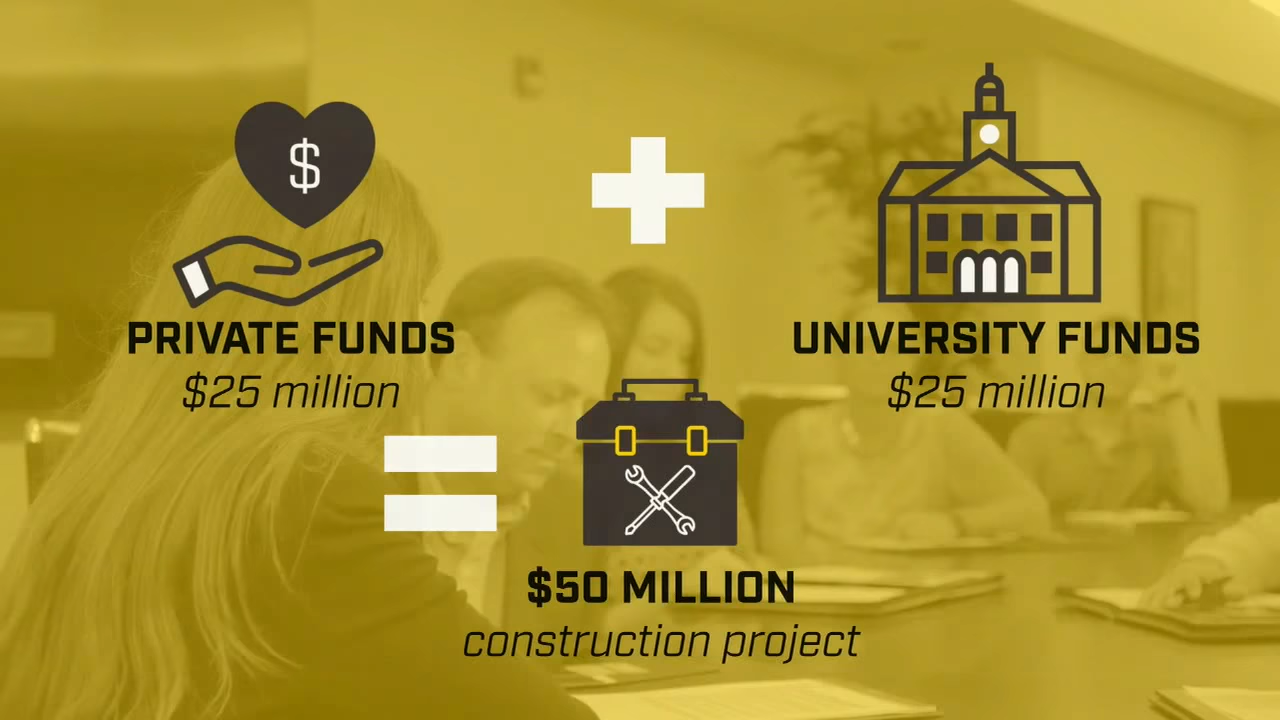 $
PRIVATE FUNDS
$25 million
UNIVERSITY FUNDS
$25 million
$50 MILLION
construction project